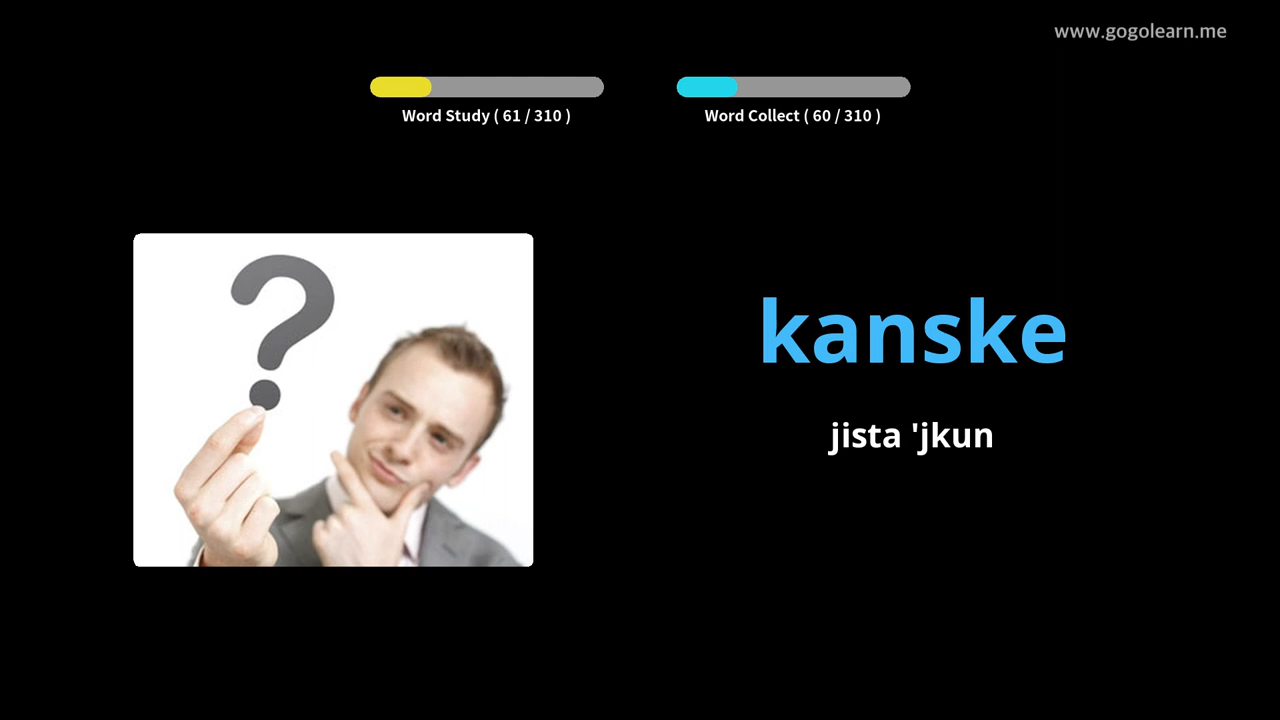 www.gogolearn.me
Word Study ( 61 / 310 )
Word Collect ( 60 / 310 )
?
kanske
jista 'jkun